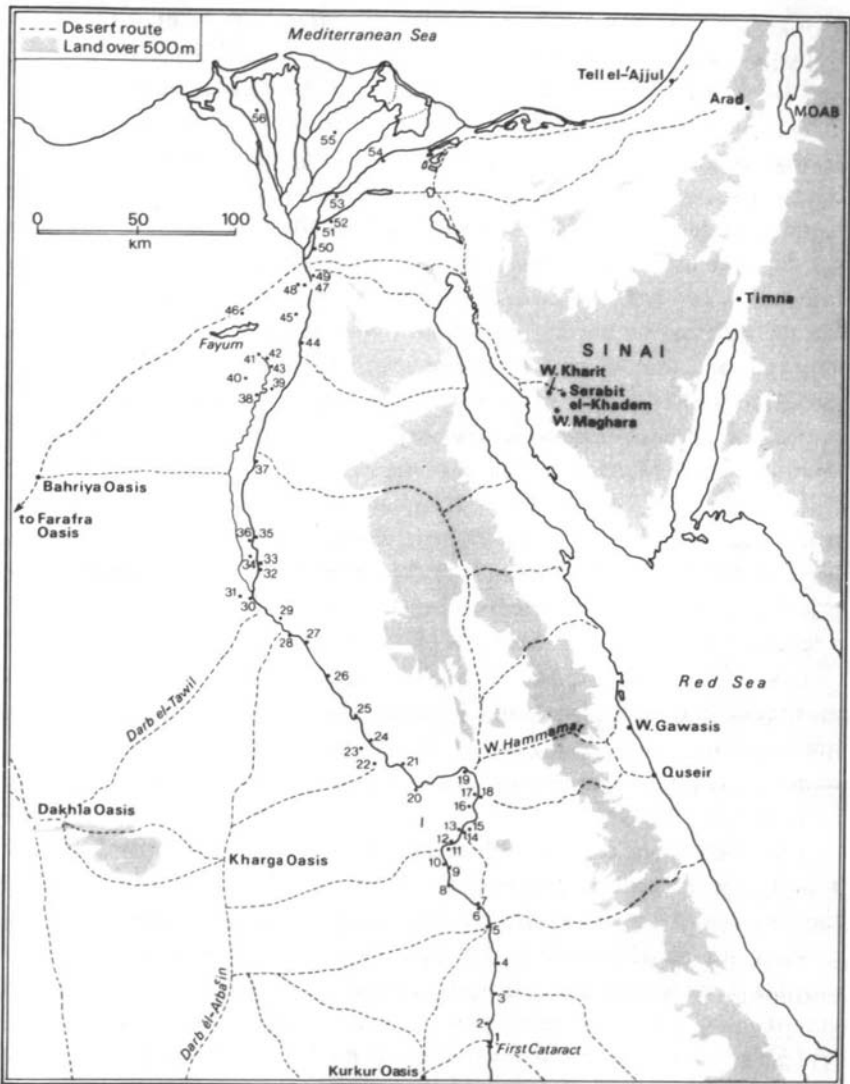 Desert route
Land over 500m
Mediterranean Sea
Tell el-'Ajjul
Arad
MOAB
56
55
54
0 50 100
km
53
52
51
50
49
48 47
46
45
Fayum
44
41 42
43
40
39
38
Timna
SINAI
W. Kharit
Serabit
el-Khadem
W. Maghara
37
Bahriya Oasis
to Farafra
Oasis
36 35
34 33
32
31
30
29
28 27
26
Darb el-Tawil
25
24
23
22 21
20
19
W. Hammamar
Red Sea
W. Gawasis
Quseir
17 18
16
Dakhla Oasis
Kharga Oasis
13 15
12 14
11
10
9
8
7
6
5
4
3
2
1
First Cataract
Darb el-Arba'in
Kurkur Oasis